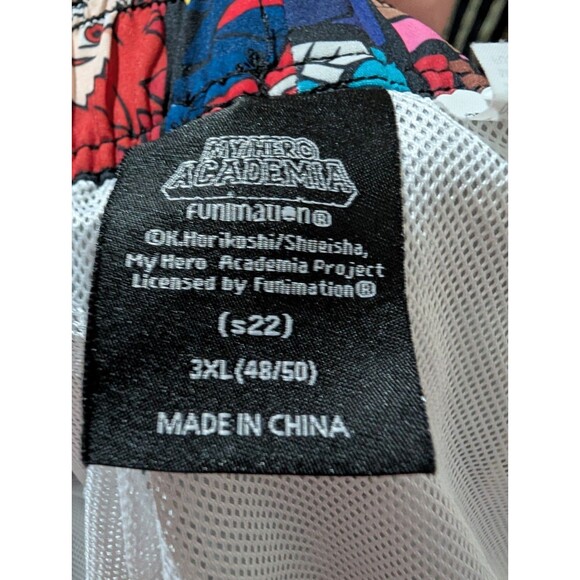 MY HERO
ACADEMIA
FUNIMATION®
©K.Horikoshi/Shueisha,
My Hero Academia Project
Licensed by Funimation®
(s22)
3XL (48/50)
MADE IN CHINA